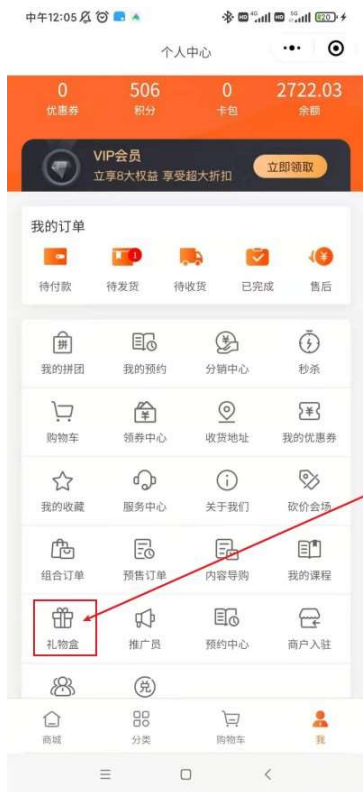 中午12:05
个人中心
0 506 0 2722.03
优惠券 积分 卡包 余额
VIP会员
立享8大权益 享受超大折扣
立即领取
我的订单
1
待付款 待发货 待收货 已完成 售后
拼
我的拼团 我的预约 分销中心 秒杀
购物车 领券中心 收货地址 我的优惠券
我的收藏 服务中心 关于我们 砍价会场
组合订单 预售订单 内容导购 我的课程
礼物盒 推广员 预约中心 商户入驻
兑
商城 分类 购物车 我